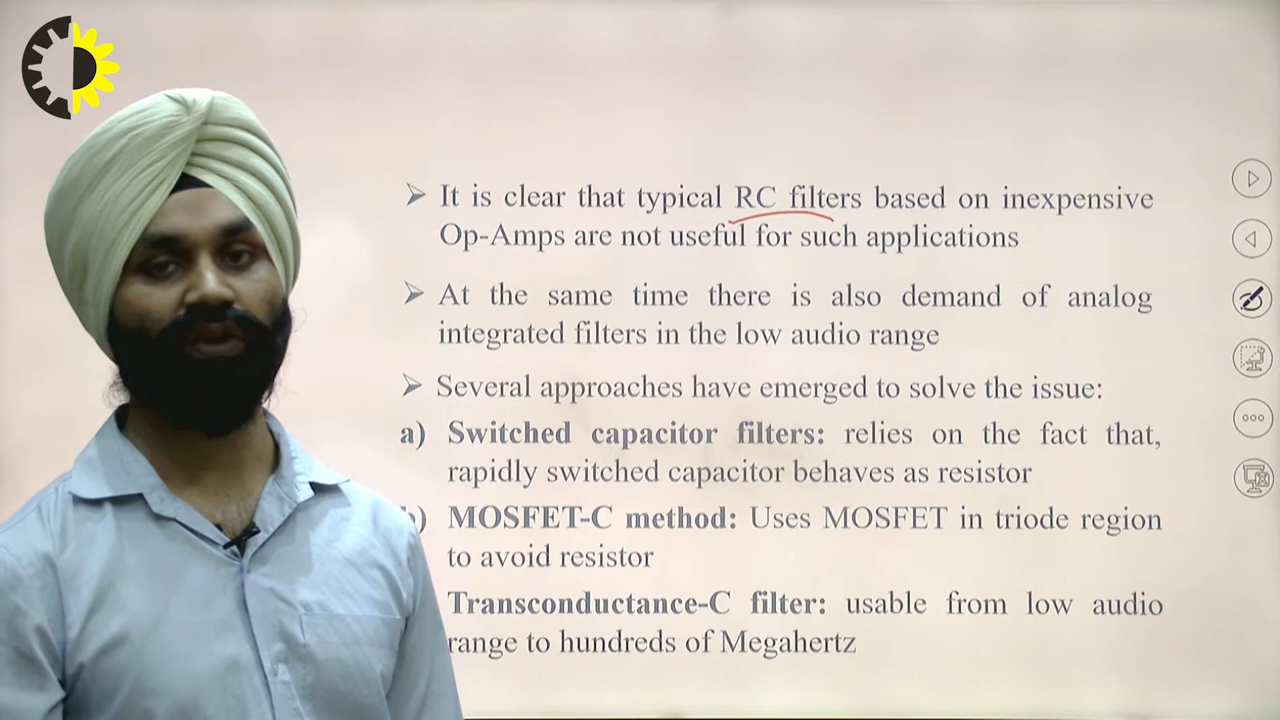 ➢ It is clear that typical RC filters based on inexpensive
Op-Amps are not useful for such applications
➢ At the same time there is also demand of analog
integrated filters in the low audio range
➢ Several approaches have emerged to solve the issue:
a) Switched capacitor filters: relies on the fact that,
rapidly switched capacitor behaves as resistor
) MOSFET-C method: Uses MOSFET in triode region
to avoid resistor
Transconductance-C filter: usable from low audio
range to hundreds of Megahertz